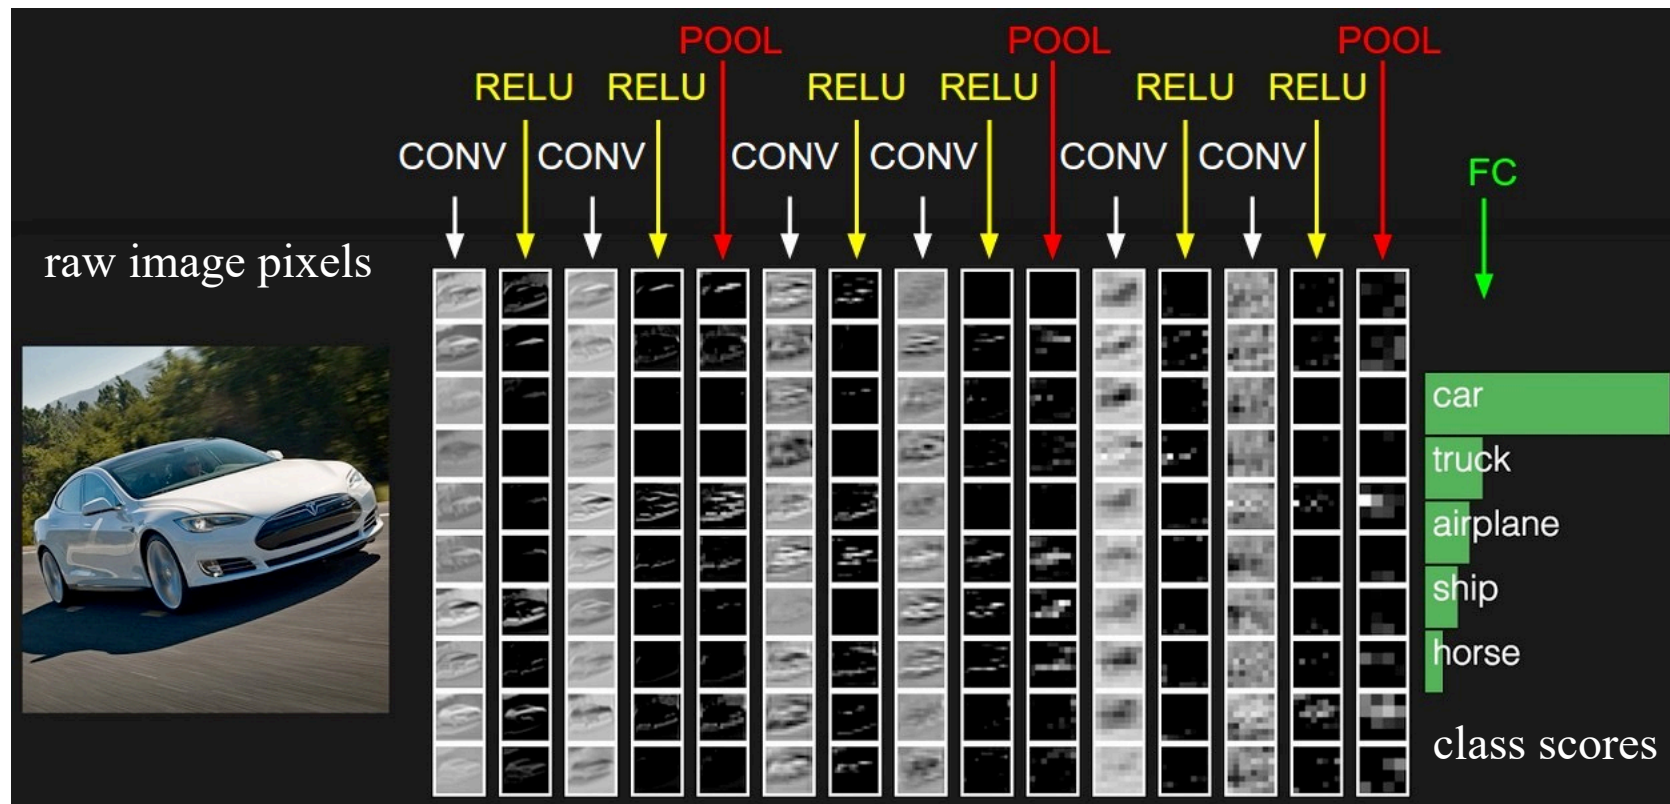 POOL POOL POOL
RELU RELU RELU RELU RELU RELU
CONV CONV CONV CONV CONV CONV FC
raw image pixels
car
truck
airplane
ship
horse
class scores